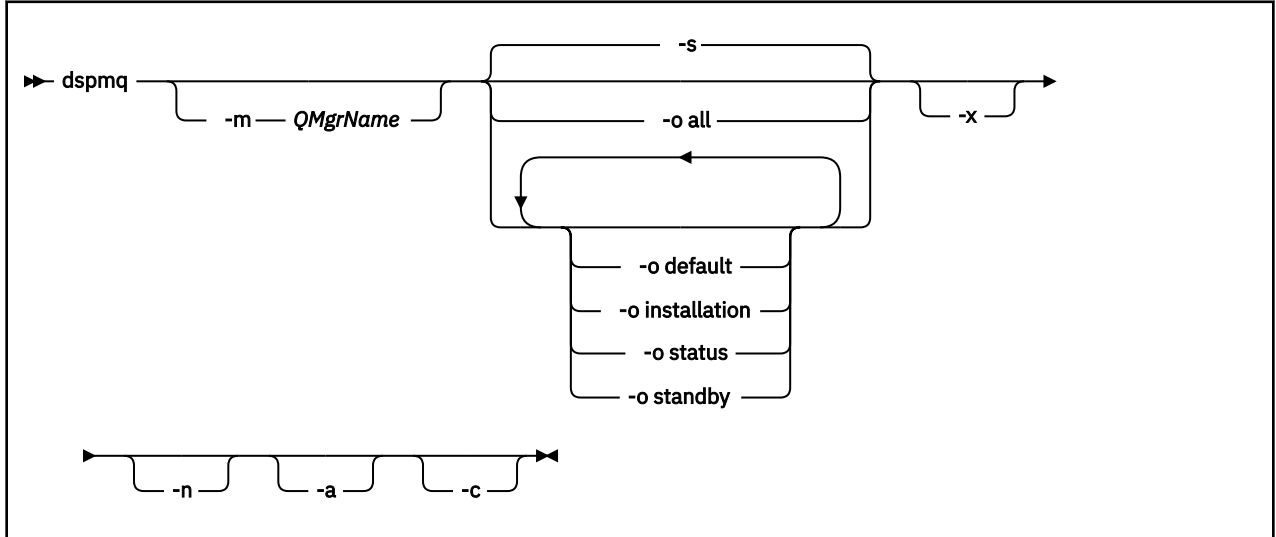 -s
dspmq
-m QMgrName
-o all
-x
-o default
-o installation
-o status
-o standby
-n -a -c